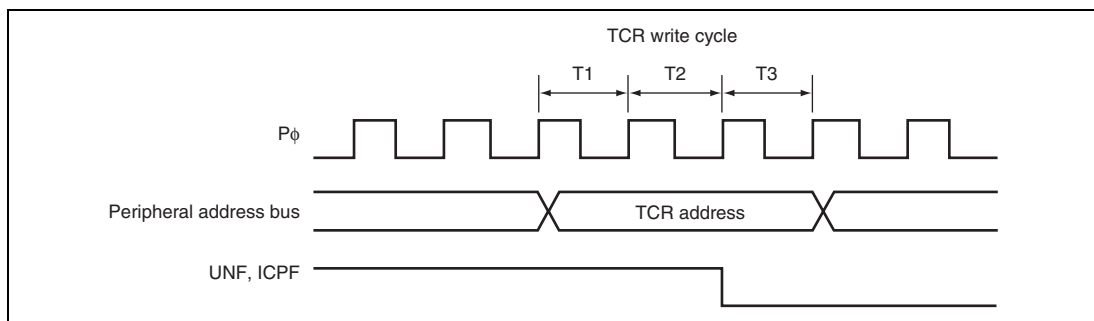 TCR write cycle
T1 T2 T3
Pϕ
Peripheral address bus TCR address
UNF, ICPF